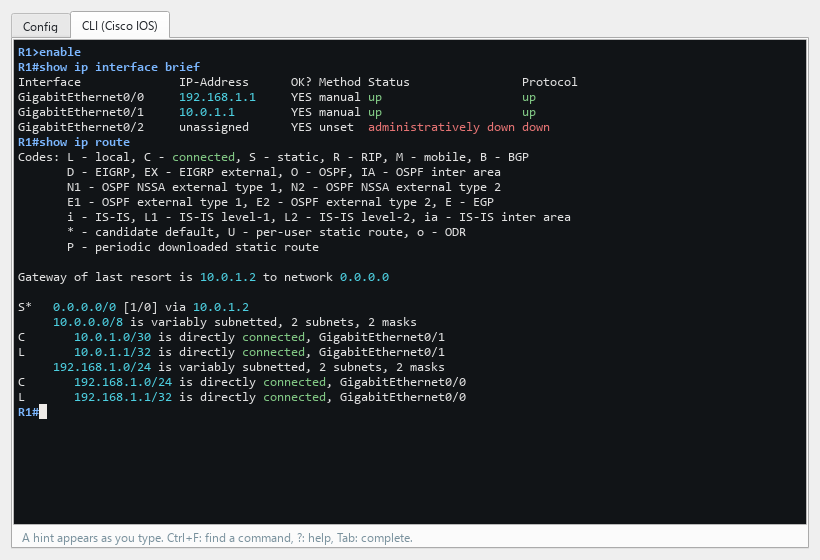 Config
CLI (Cisco IOS)
R1>enable
R1#show ip interface brief
Interface              IP-Address      OK? Method Status                Protocol
GigabitEthernet0/0     192.168.1.1     YES manual up                    up
GigabitEthernet0/1     10.0.1.1        YES manual up                    up
GigabitEthernet0/2     unassigned      YES unset  administratively down down
R1#show ip route
Codes: L - local, C - connected, S - static, R - RIP, M - mobile, B - BGP
       D - EIGRP, EX - EIGRP external, O - OSPF, IA - OSPF inter area
       N1 - OSPF NSSA external type 1, N2 - OSPF NSSA external type 2
       E1 - OSPF external type 1, E2 - OSPF external type 2, E - EGP
       i - IS-IS, L1 - IS-IS level-1, L2 - IS-IS level-2, ia - IS-IS inter area
       * - candidate default, U - per-user static route, o - ODR
       P - periodic downloaded static route
Gateway of last resort is 10.0.1.2 to network 0.0.0.0
S*   0.0.0.0/0 [1/0] via 10.0.1.2
     10.0.0.0/8 is variably subnetted, 2 subnets, 2 masks
C       10.0.1.0/30 is directly connected, GigabitEthernet0/1
L       10.0.1.1/32 is directly connected, GigabitEthernet0/1
     192.168.1.0/24 is variably subnetted, 2 subnets, 2 masks
C       192.168.1.0/24 is directly connected, GigabitEthernet0/0
L       192.168.1.1/32 is directly connected, GigabitEthernet0/0
R1#
A hint appears as you type. Ctrl+F: find a command, ?: help, Tab: complete.